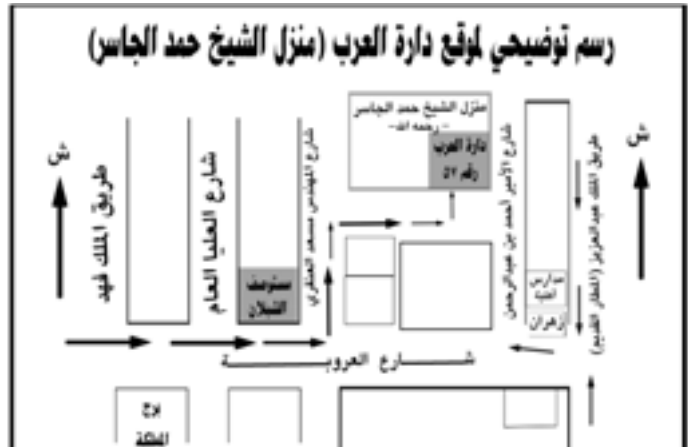 رسم توضيحي لموقع دارة العرب (منزل الشيخ حمد الجاسر)
منزل الشيخ حمد الجاسر
- رحمه الله -
دارة العرب
رقم ٥٧
طريق الملك عبدالعزيز (المطار القديم)
شارع الأمير أحمد بن عبدالرحمن
شارع المهندس مسعد العنقري
شارع العليا العام
طريق الملك فهد
مدارس
زهران
مستوصف
شارع العروبة
برج
المملكة